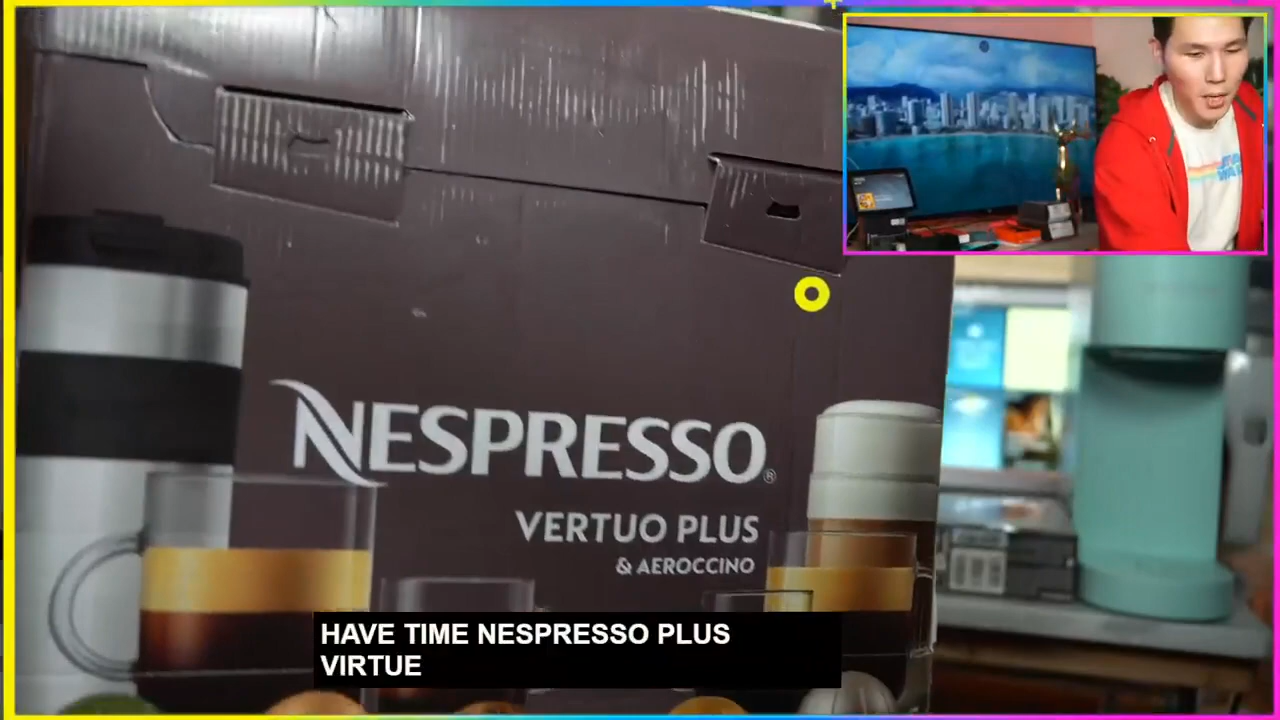 NESPRESSO®
VERTUO PLUS
& AEROCCINO
HAVE TIME NESPRESSO PLUS
VIRTUE